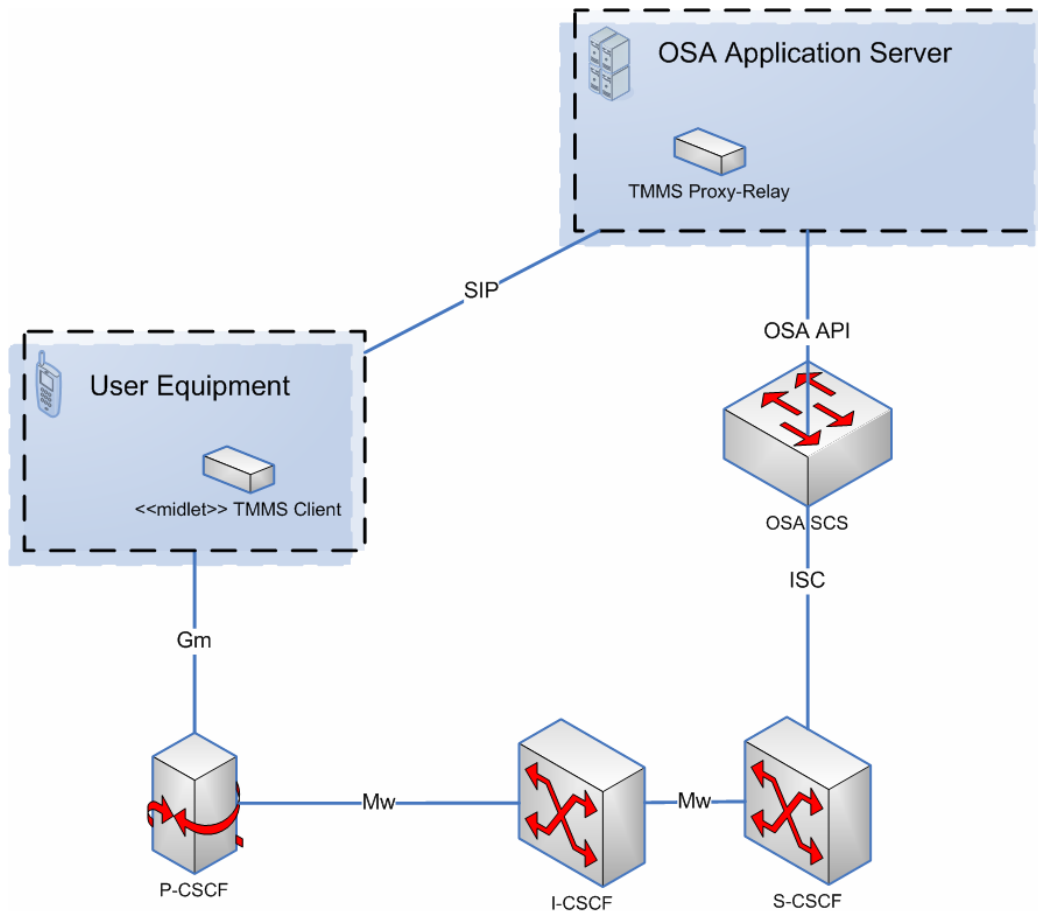 OSA Application Server
TMMS Proxy-Relay
SIP
OSA API
User Equipment
<<midlet>> TMMS Client
OSA SCS
ISC
Gm
Mw
Mw
P-CSCF
I-CSCF
S-CSCF